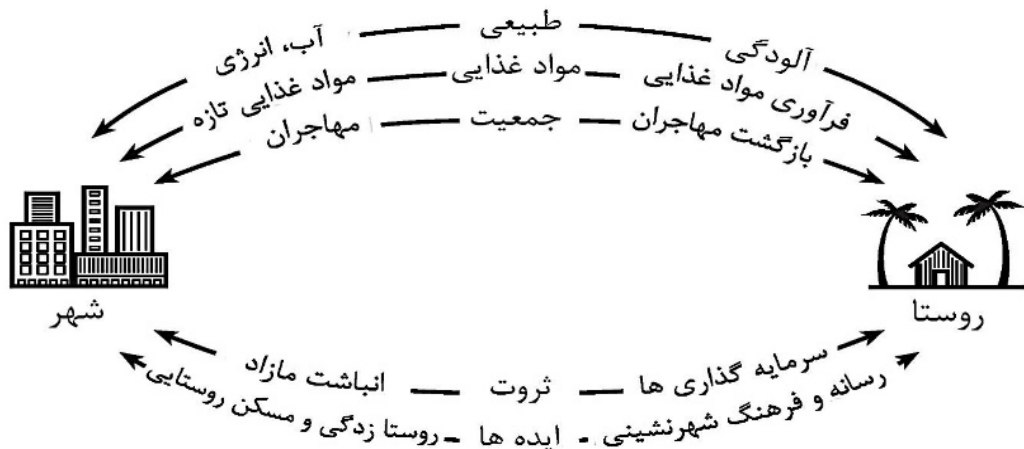 آلودگی طبیعی آب، انرژی
فرآوری مواد غذایی مواد غذایی مواد غذایی تازه
بازگشت مهاجران جمعیت مهاجران
روستا
شهر
سرمایه گذاری ها ثروت انباشت مازاد
رسانه و فرهنگ شهرنشینی ایده ها روستا زدگی و مسکن روستایی